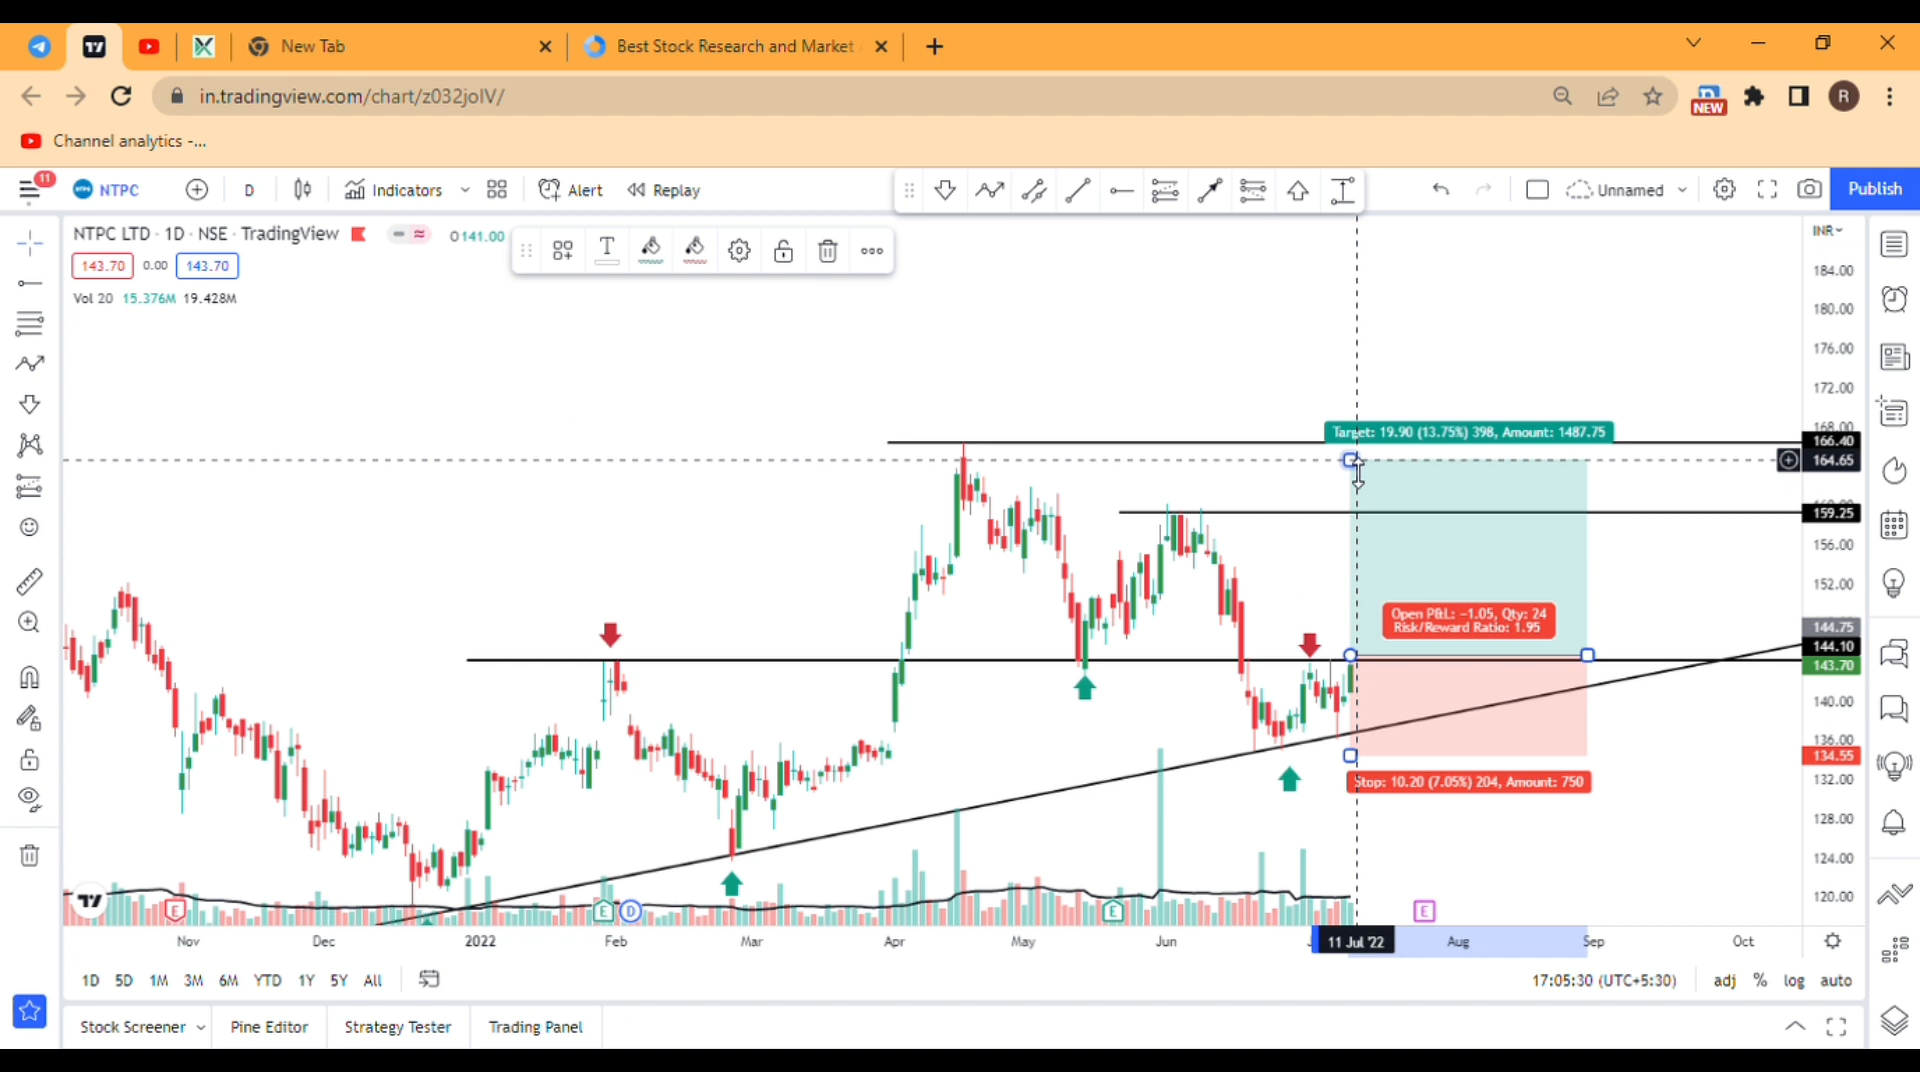 New Tab
Best Stock Research and Market
in.tradingview.com/chart/z032jolV/
NEW
R
Channel analytics -...
11
NTPC
D
Indicators
Alert
Replay
Unnamed
Publish
NTPC LTD · 1D · NSE · TradingView
O141.00
T
INR
143.70
0.00
143.70
Vol 20 15.376M 19.428M
184.00
180.00
176.00
172.00
168.00
Target: 19.90 (13.75%) 398, Amount: 1487.75
166.40
164.65
159.25
156.00
152.00
Open P&L: −1.05, Qty: 24
Risk/Reward Ratio: 1.95
144.75
144.10
143.70
140.00
136.00
134.55
Stop: 10.20 (7.05%) 204, Amount: 750
132.00
128.00
124.00
120.00
E
E
D
E
E
Nov
Dec
2022
Feb
Mar
Apr
May
Jun
11 Jul '22
Aug
Sep
Oct
1D 5D 1M 3M 6M YTD 1Y 5Y All
17:05:30 (UTC+5:30)
adj % log auto
Stock Screener
Pine Editor
Strategy Tester
Trading Panel